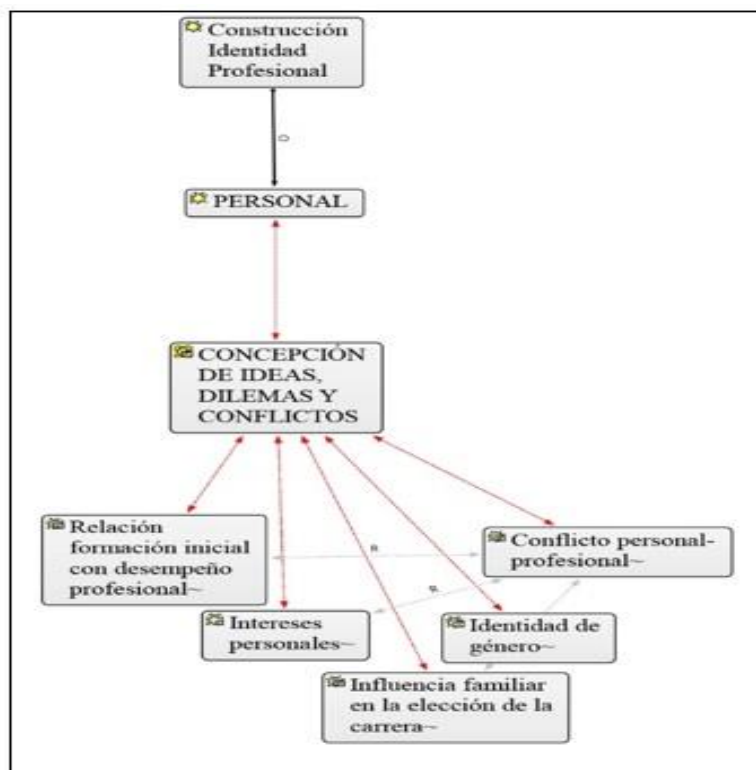 Construcción
Identidad
Profesional
D
PERSONAL
CONCEPCIÓN
DE IDEAS,
DILEMAS Y
CONFLICTOS
Relación
formación inicial
con desempeño
profesional~
R
Conflicto personal-
profesional~
R
Intereses
personales~
Identidad de
género~
Influencia familiar
en la elección de la
carrera~